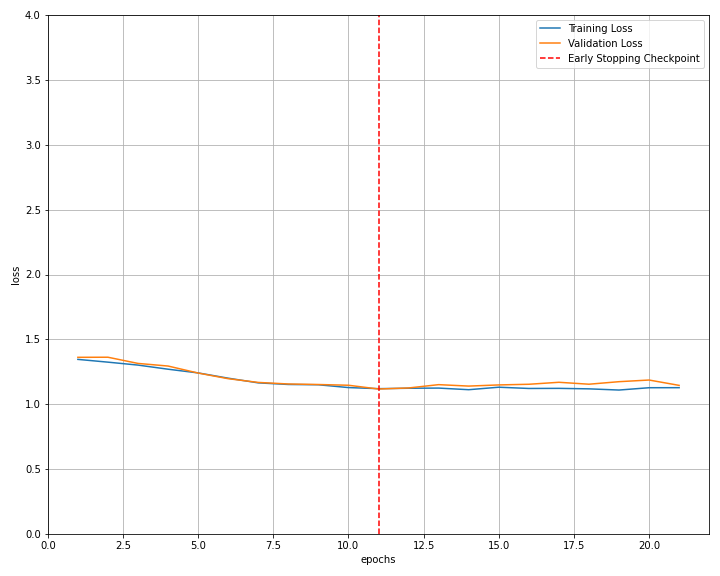 4.0
3.5
3.0
2.5
2.0
1.5
1.0
0.5
0.0
loss
Training Loss
Validation Loss
Early Stopping Checkpoint
0.0 2.5 5.0 7.5 10.0 12.5 15.0 17.5 20.0
epochs